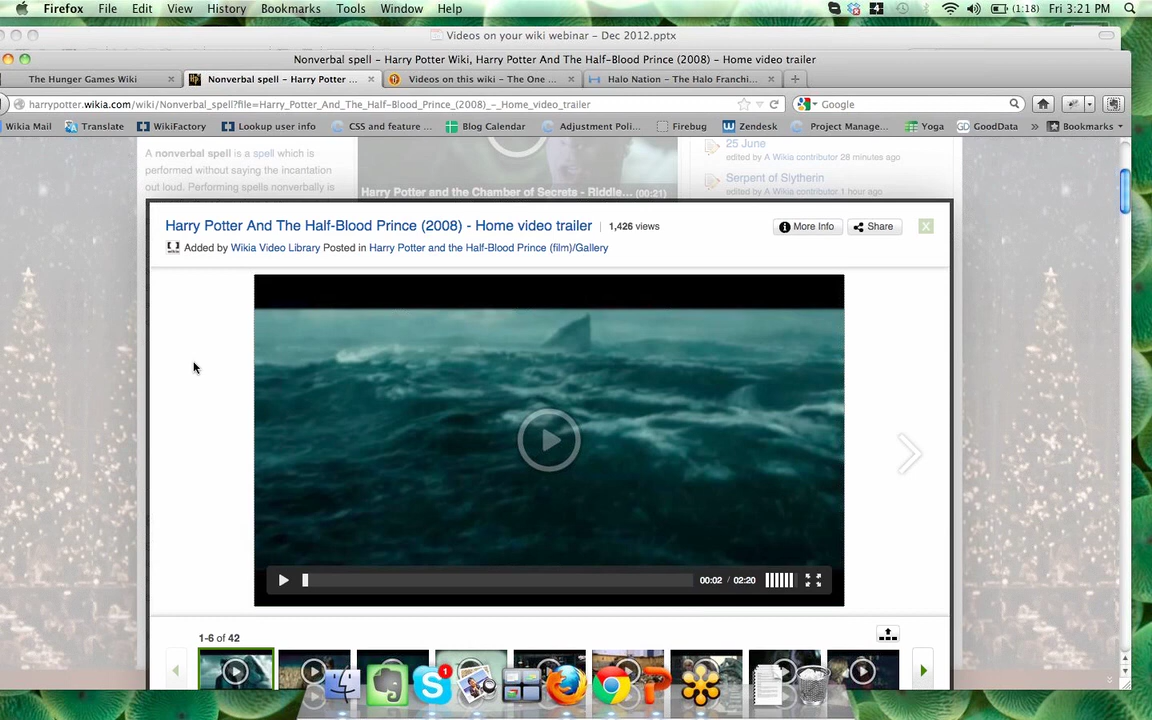 Firefox File Edit View History Bookmarks Tools Window Help (1:18) Fri 3:21 PM
Videos on your wiki webinar – Dec 2012.pptx
Nonverbal spell – Harry Potter Wiki, Harry Potter And The Half-Blood Prince (2008) – Home video trailer
The Hunger Games Wiki Nonverbal spell – Harry Potter ... Videos on this wiki – The One ... Halo Nation – The Halo Franchi...
harrypotter.wikia.com/wiki/Nonverbal_spell?file=Harry_Potter_And_The_Half-Blood_Prince_(2008)_-_Home_video_trailer Google
Wikia Mail Translate WikiFactory Lookup user info CSS and feature ... Blog Calendar Adjustment Poli... Firebug Zendesk Project Manage... Yoga GoodData » Bookmarks
A nonverbal spell is a spell which is
performed without saying the incantation
out loud. Performing spells nonverbally is
Harry Potter and the Chamber of Secrets - Riddle... (00:21)
25 June
edited by A Wikia contributor 28 minutes ago
Serpent of Slytherin
edited by A Wikia contributor 1 hour ago
Harry Potter And The Half-Blood Prince (2008) - Home video trailer 1,426 views
More Info Share
Added by Wikia Video Library Posted in Harry Potter and the Half-Blood Prince (film)/Gallery
00:02 / 02:20
1-6 of 42
1